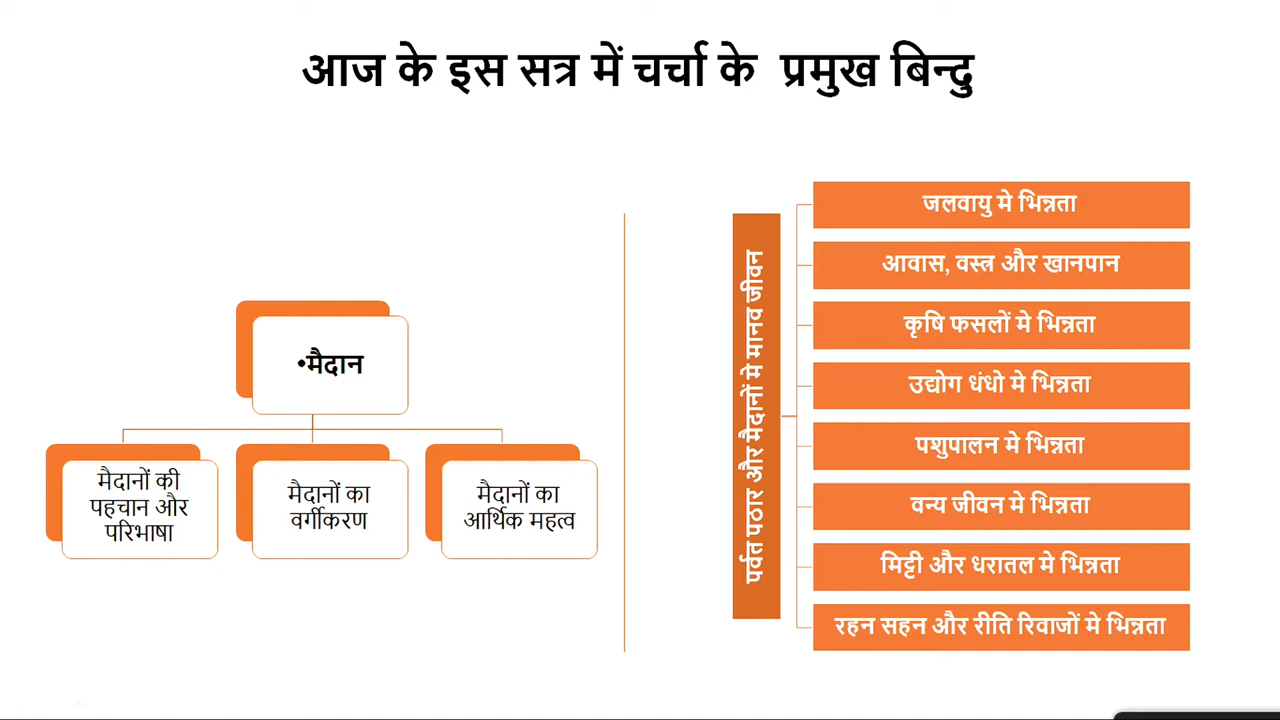 आज के इस सत्र में चर्चा के प्रमुख बिन्दु
•मैदान
मैदानों की
पहचान और
परिभाषा
मैदानों का
वर्गीकरण
मैदानों का
आर्थिक महत्व
पर्वत पठार और मैदानों मे मानव जीवन
जलवायु मे भिन्नता
आवास, वस्त्र और खानपान
कृषि फसलों मे भिन्नता
उद्योग धंधो मे भिन्नता
पशुपालन मे भिन्नता
वन्य जीवन मे भिन्नता
मिट्टी और धरातल मे भिन्नता
रहन सहन और रीति रिवाजों मे भिन्नता